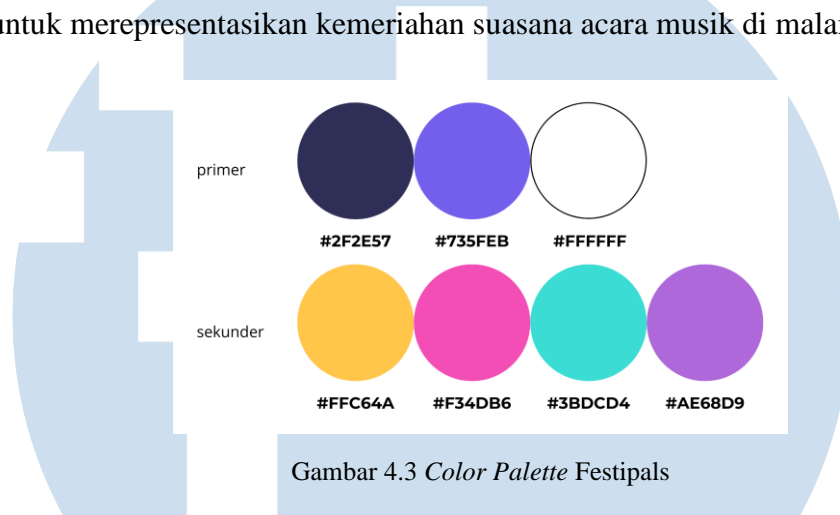 untuk merepresentasikan kemeriahan suasana acara musik di
primer
#2F2E57 #735FEB #FFFFFF
sekunder
#FFC64A #F34DB6 #3BDCD4 #AE68D9
Gambar 4.3 Color Palette Festipals